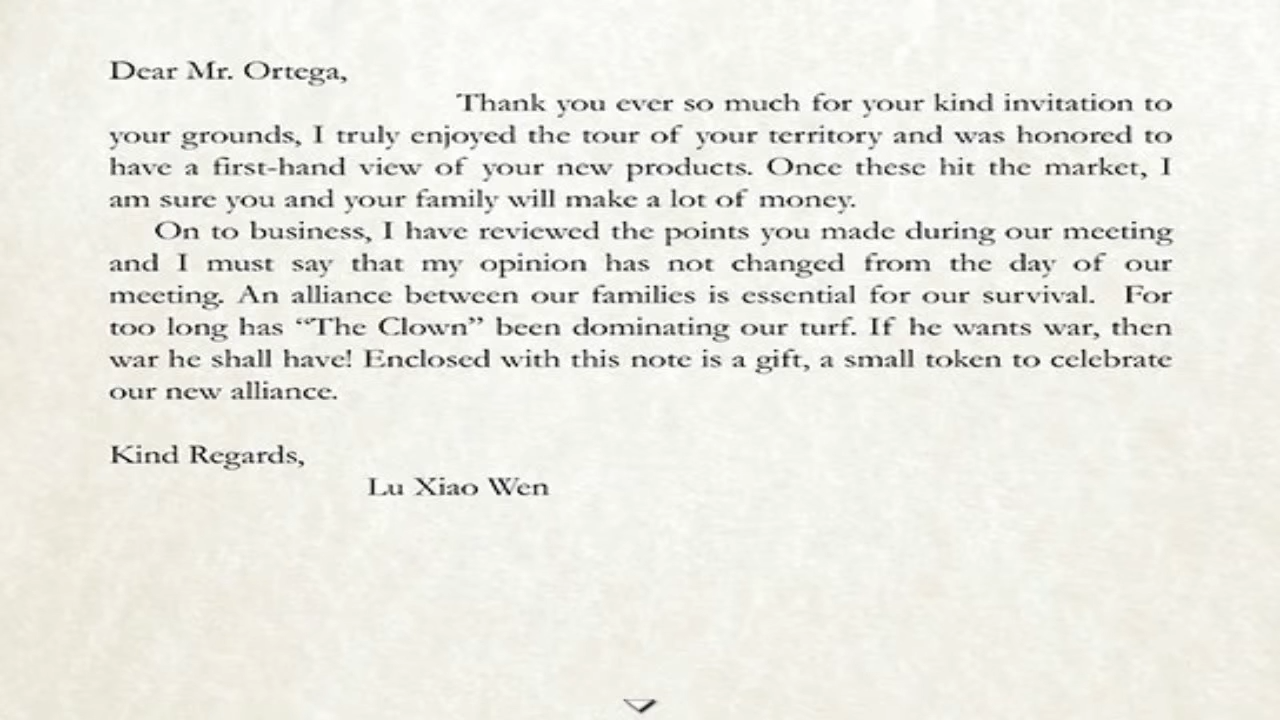 Dear Mr. Ortega,
Thank you ever so much for your kind invitation to
your grounds, I truly enjoyed the tour of your territory and was honored to
have a first-hand view of your new products. Once these hit the market, I
am sure you and your family will make a lot of money.
On to business, I have reviewed the points you made during our meeting
and I must say that my opinion has not changed from the day of our
meeting. An alliance between our families is essential for our survival. For
too long has “The Clown” been dominating our turf. If he wants war, then
war he shall have! Enclosed with this note is a gift, a small token to celebrate
our new alliance.
Kind Regards,
Lu Xiao Wen